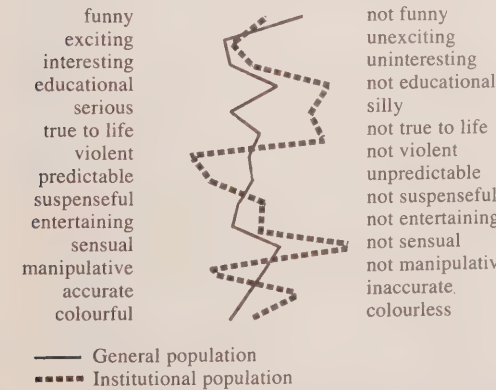 funny not funny
exciting unexciting
interesting uninteresting
educational not educational
serious silly
true to life not true to life
violent not violent
predictable unpredictable
suspenseful not suspenseful
entertaining not entertaining
sensual not sensual
manipulative not manipulativ
accurate inaccurate.
colourful colourless
General population
Institutional population